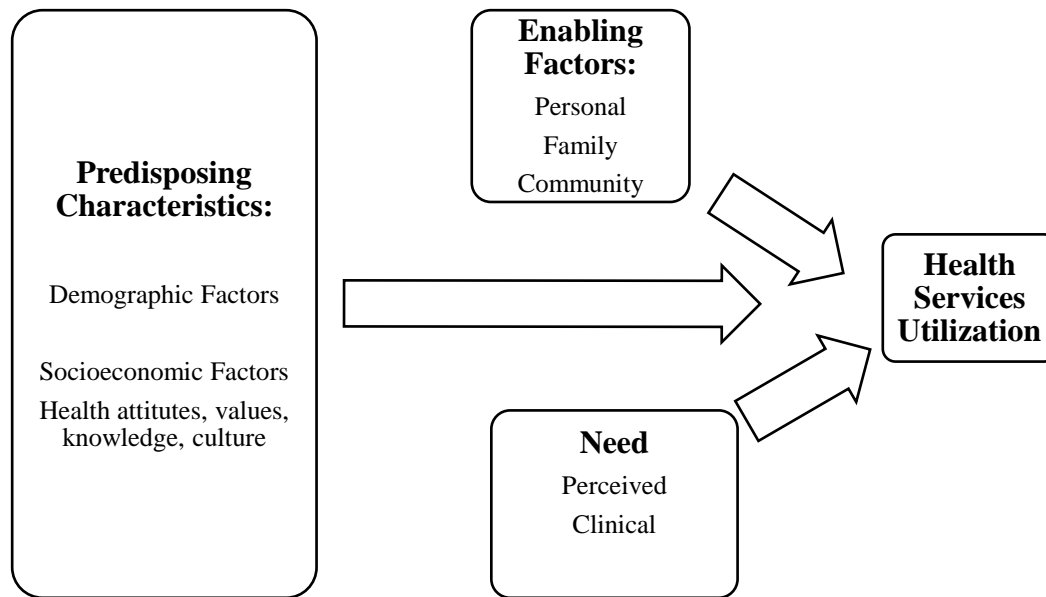 Predisposing
Characteristics:
Demographic Factors
Socioeconomic Factors
Health attitutes, values,
knowledge, culture
Enabling
Factors:
Personal
Family
Community
Need
Perceived
Clinical
Health
Services
Utilization